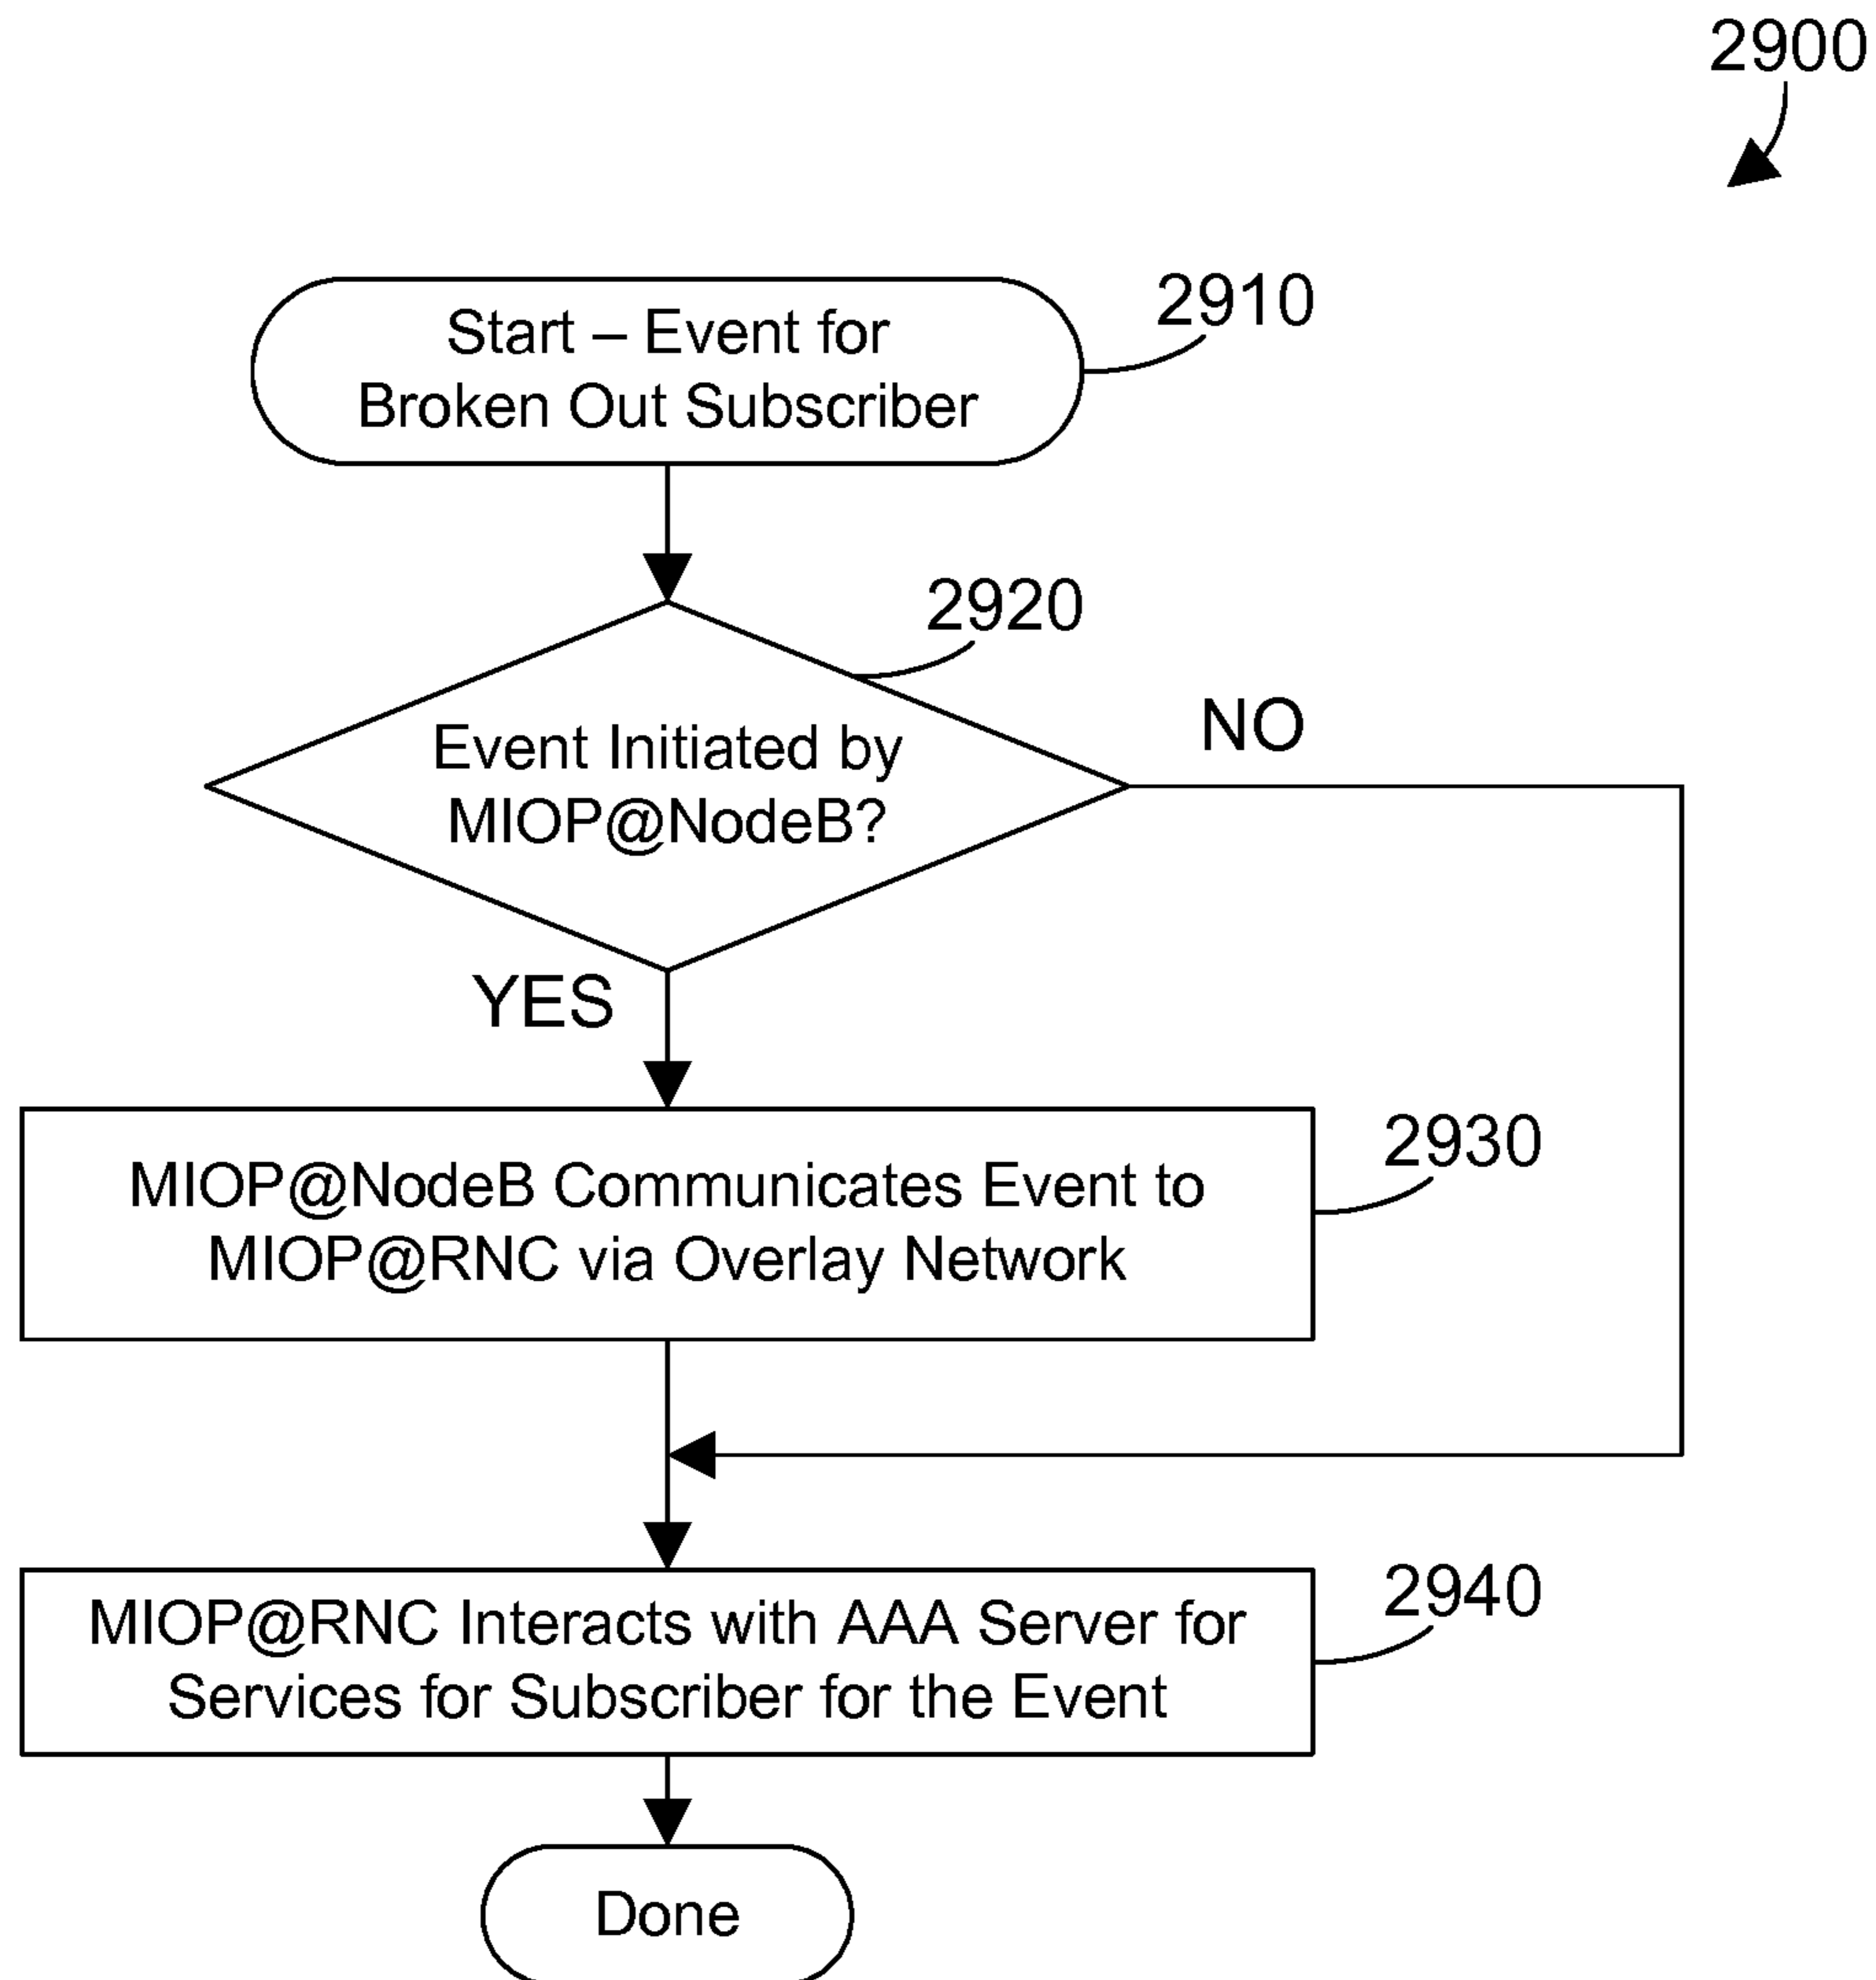 2900
Start – Event for
Broken Out Subscriber
2910
2920
Event Initiated by
MIOP@NodeB?
NO
YES
MIOP@NodeB Communicates Event to
MIOP@RNC via Overlay Network
2930
MIOP@RNC Interacts with AAA Server for
Services for Subscriber for the Event
2940
Done